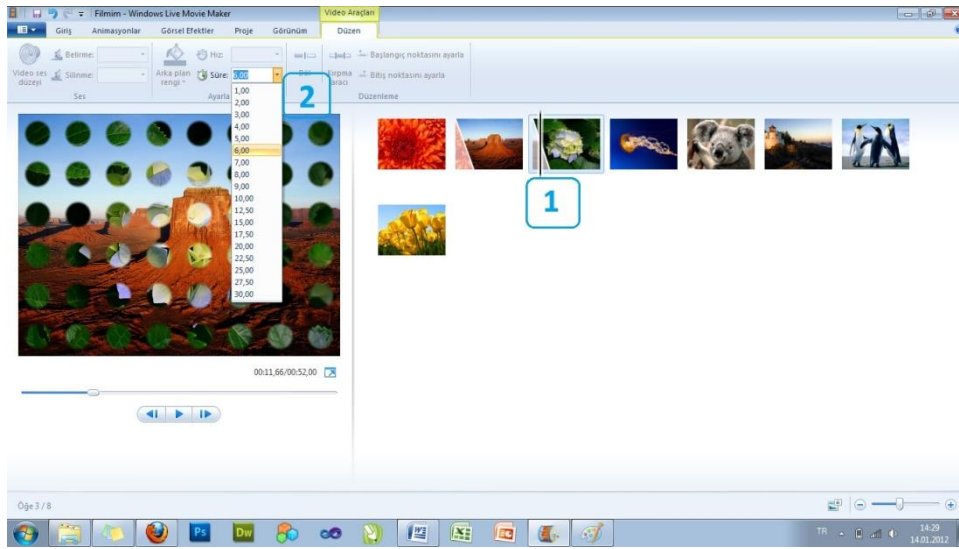 Filmim - Windows Live Movie Maker
Video Araçları
Giriş Animasyonlar Görsel Efektler Proje Görünüm Düzen
Video ses düzeyi
Belirme:
Silinme:
Ses
Arka plan rengi
Hız:
Süre: 6,00
Başlangıç noktasını ayarla
Bitiş noktasını ayarla
Düzenleme
1,00
2,00
3,00
4,00
5,00
6,00
7,00
8,00
9,00
10,00
12,50
15,00
17,50
20,00
22,50
25,00
27,50
30,00
2
1
00:11,66/00:52,00
Öğe 3 / 8
Ps
Dw
TR
14:29
14.01.2012